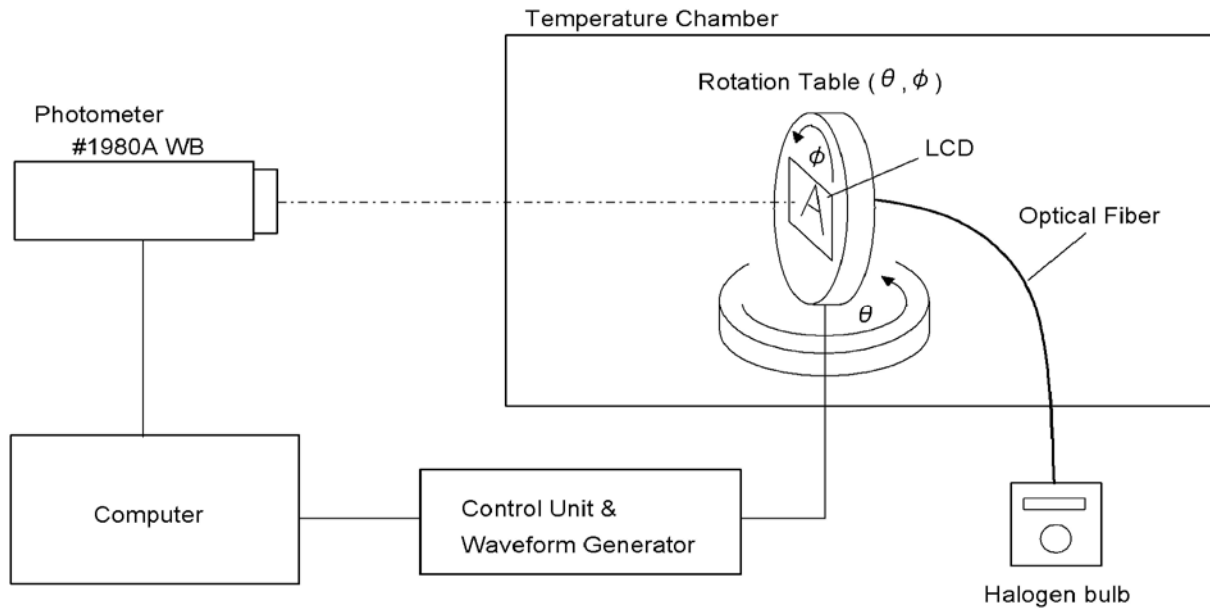 Temperature Chamber
Rotation Table ( θ , φ )
Photometer
#1980A WB
φ
LCD
A
Optical Fiber
θ
Computer
Control Unit &
Waveform Generator
Halogen bulb